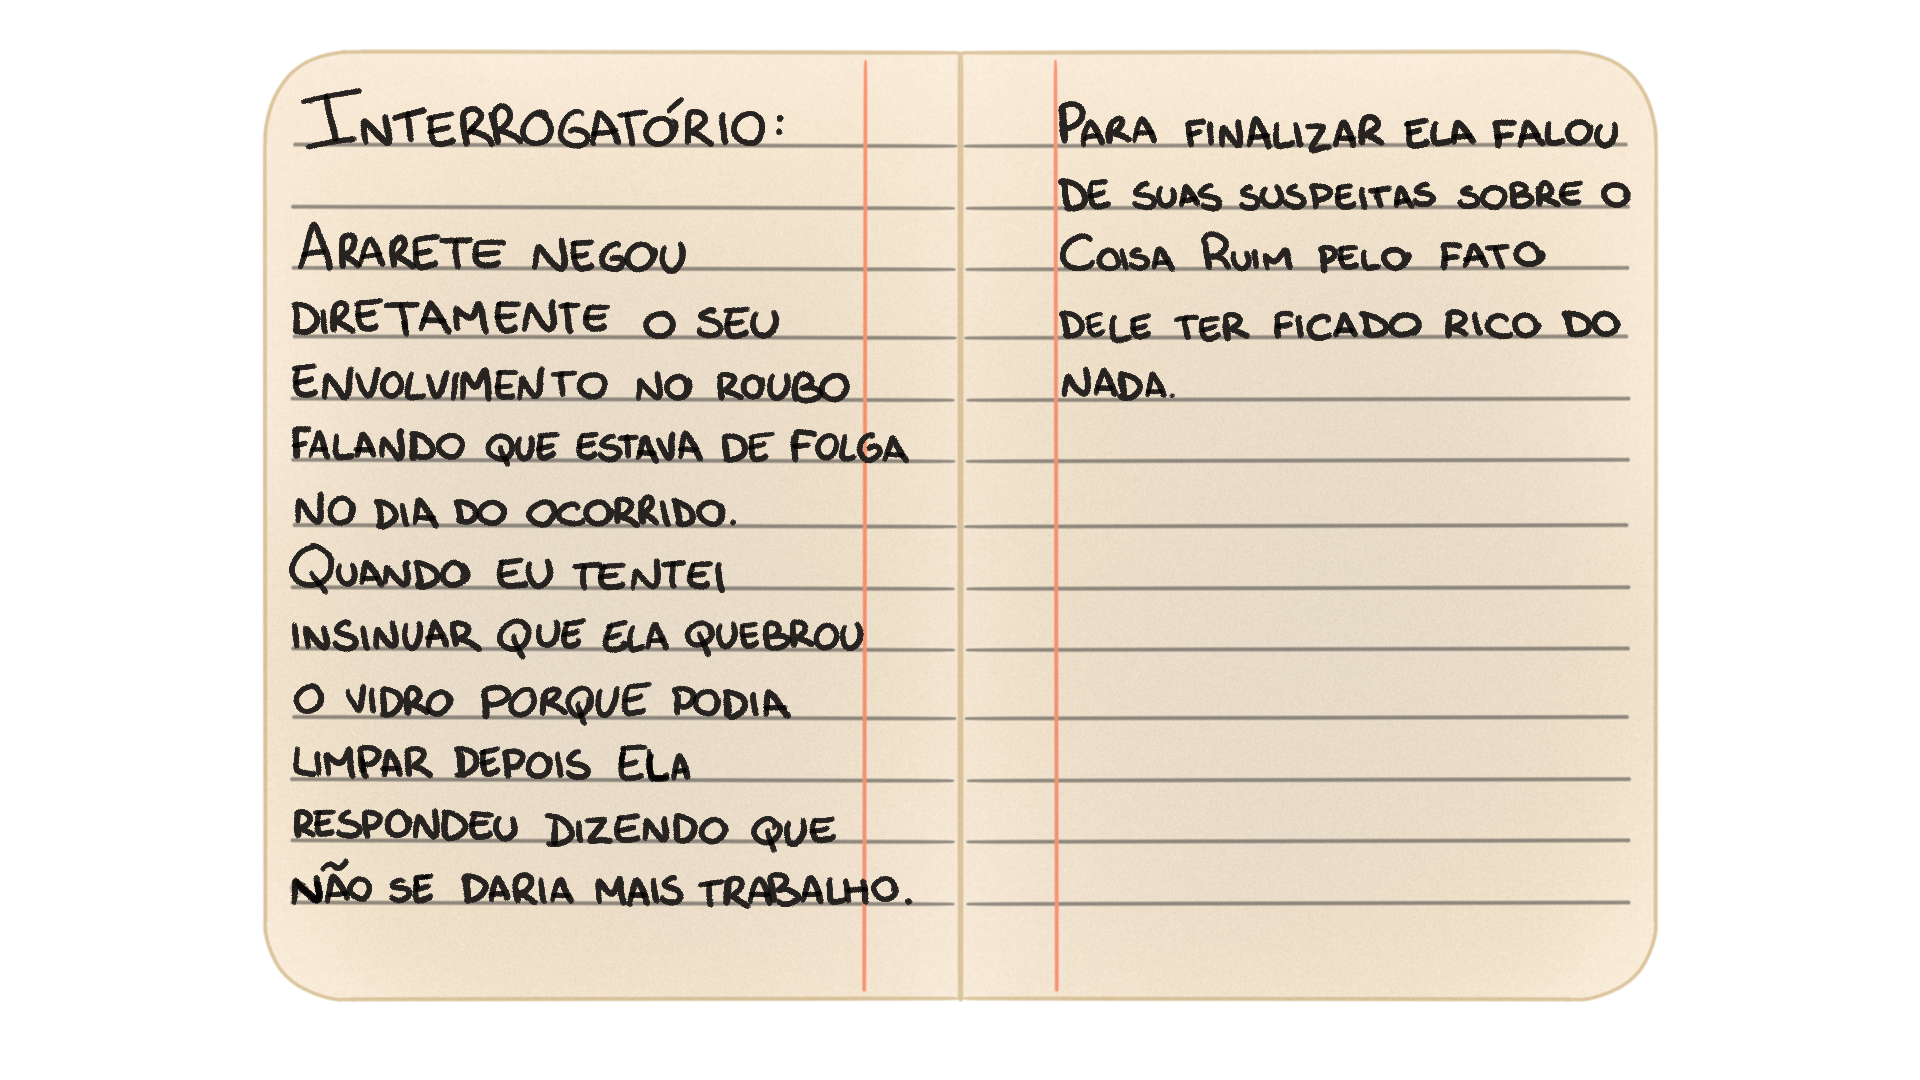 INTERROGATÓRIO:
ARARETE NEGOU
DIRETAMENTE O SEU
ENVOLVIMENTO NO ROUBO
FALANDO QUE ESTAVA DE FOLGA
NO DIA DO OCORRIDO.
QUANDO EU TENTEI
INSINUAR QUE ELA QUEBROU
O VIDRO PORQUE PODIA
LIMPAR DEPOIS ELA
RESPONDEU DIZENDO QUE
NÃO SE DARIA MAIS TRABALHO.
PARA FINALIZAR ELA FALOU
DE SUAS SUSPEITAS SOBRE O
COISA RUIM PELO FATO
DELE TER FICADO RICO DO
NADA.